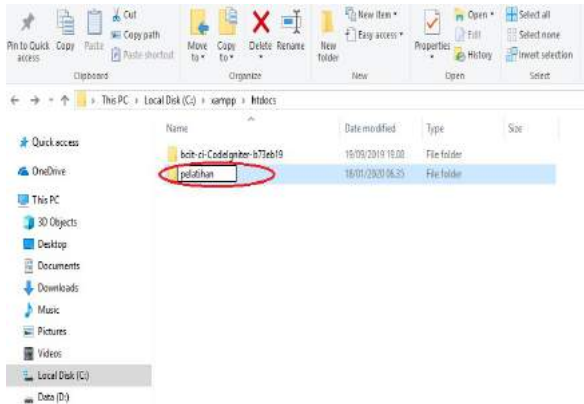 Cut
Copy path
Paste shortcut
Pin to Quick access
Copy
Paste
Move to
Copy to
Delete
Rename
New folder
New item
Easy access
Properties
Open
Edit
History
Select all
Select none
Invert selection
Clipboard
Organize
New
Open
Select
This PC › Local Disk (C:) › xampp › htdocs
Name Date modified Type Size
bcit-ci-CodeIgniter-b73eb19 19/09/2019 19.00 File folder
pelatihan 18/01/2020 06.35 File folder
Quick access
OneDrive
This PC
3D Objects
Desktop
Documents
Downloads
Music
Pictures
Videos
Local Disk (C:)
Data (D:)